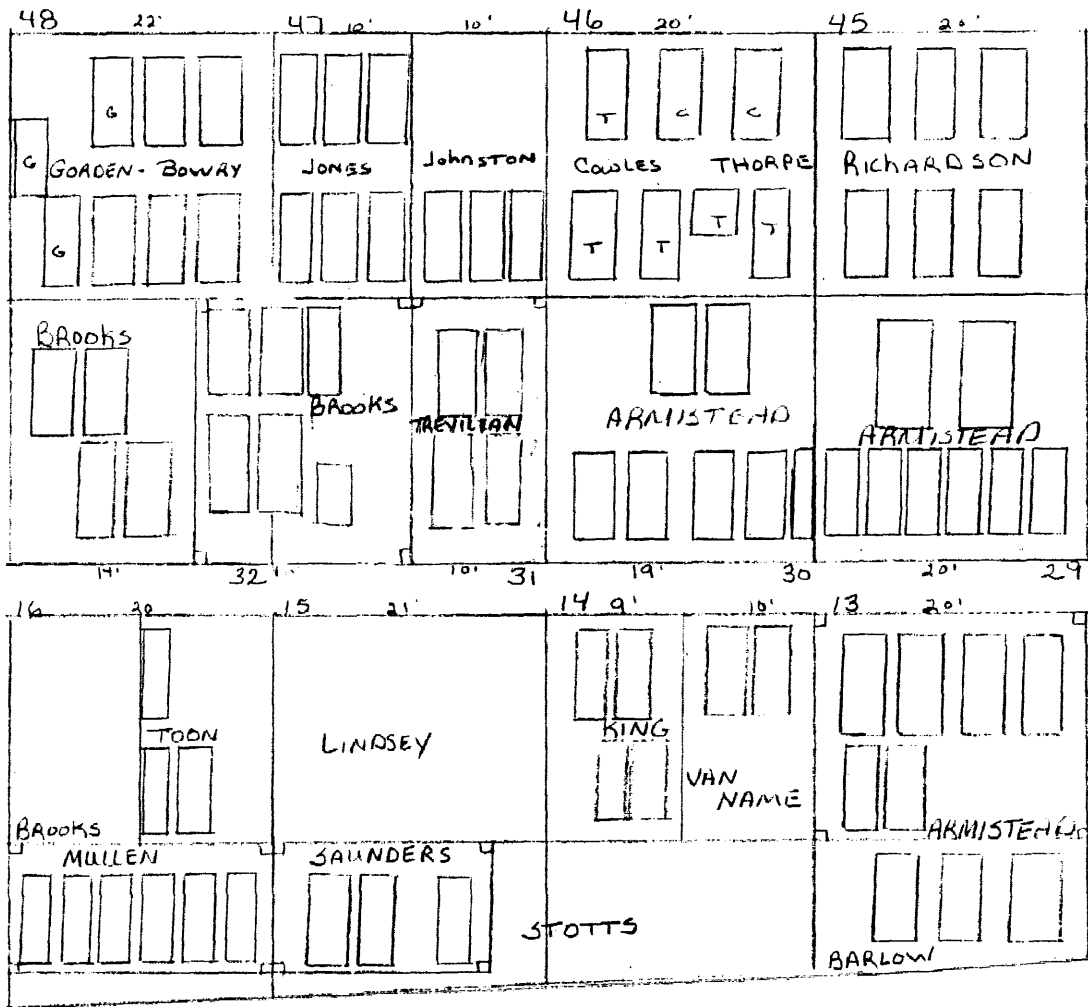 48 22' 47 10' 10' 46 20' 45 20'
G T C C
G GORDEN - BOWRY JONES JOHNSTON COWLES THORPE RICHARDSON
G T T T T
BROOKS
BROOKS ARMISTEAD
TREVILIAN ARMISTEAD
14' 32 10' 31 19' 30 20' 29
16 20 15 21' 14 9' 10' 13 20'
TOON LINDSEY KING
VAN
NAME
BROOKS ARMISTEAD
MULLEN SAUNDERS
STOTTS
BARLOW